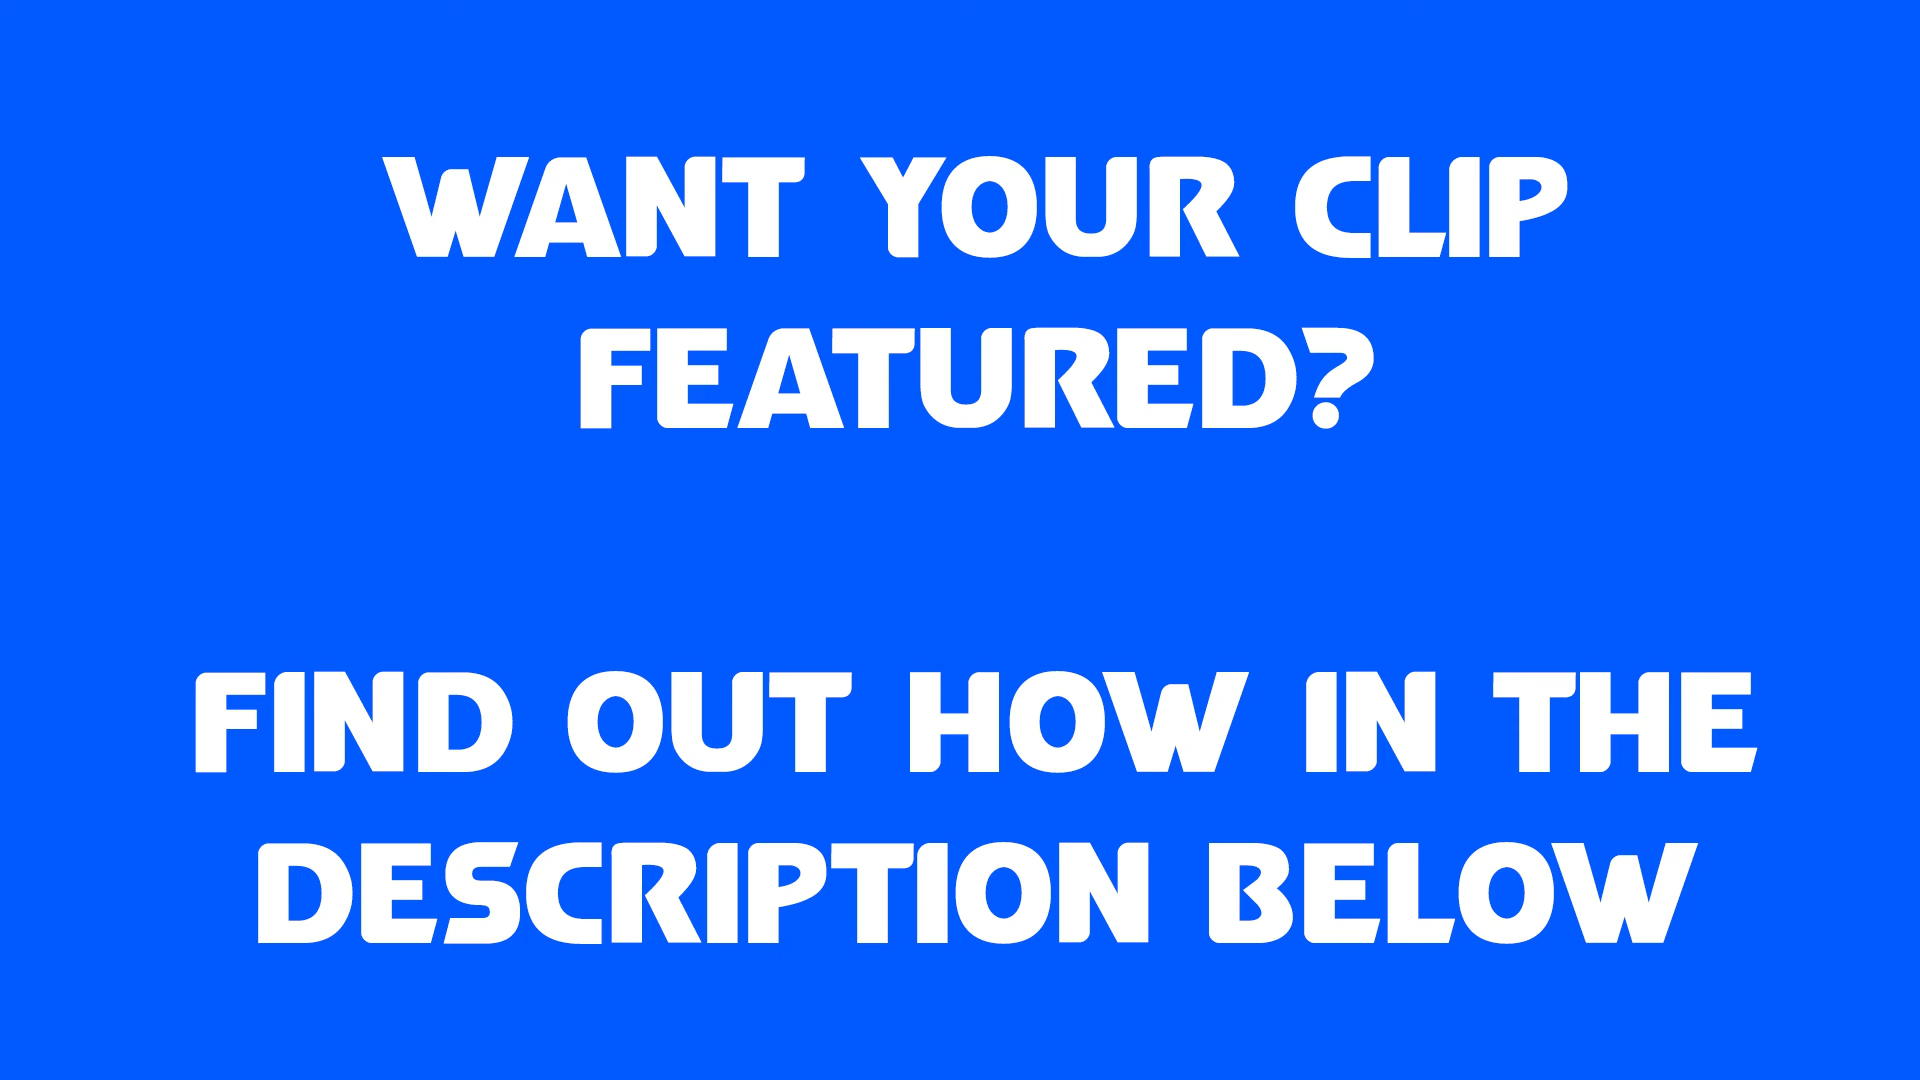 WANT YOUR CLIP
FEATURED?
FIND OUT HOW IN THE
DESCRIPTION BELOW